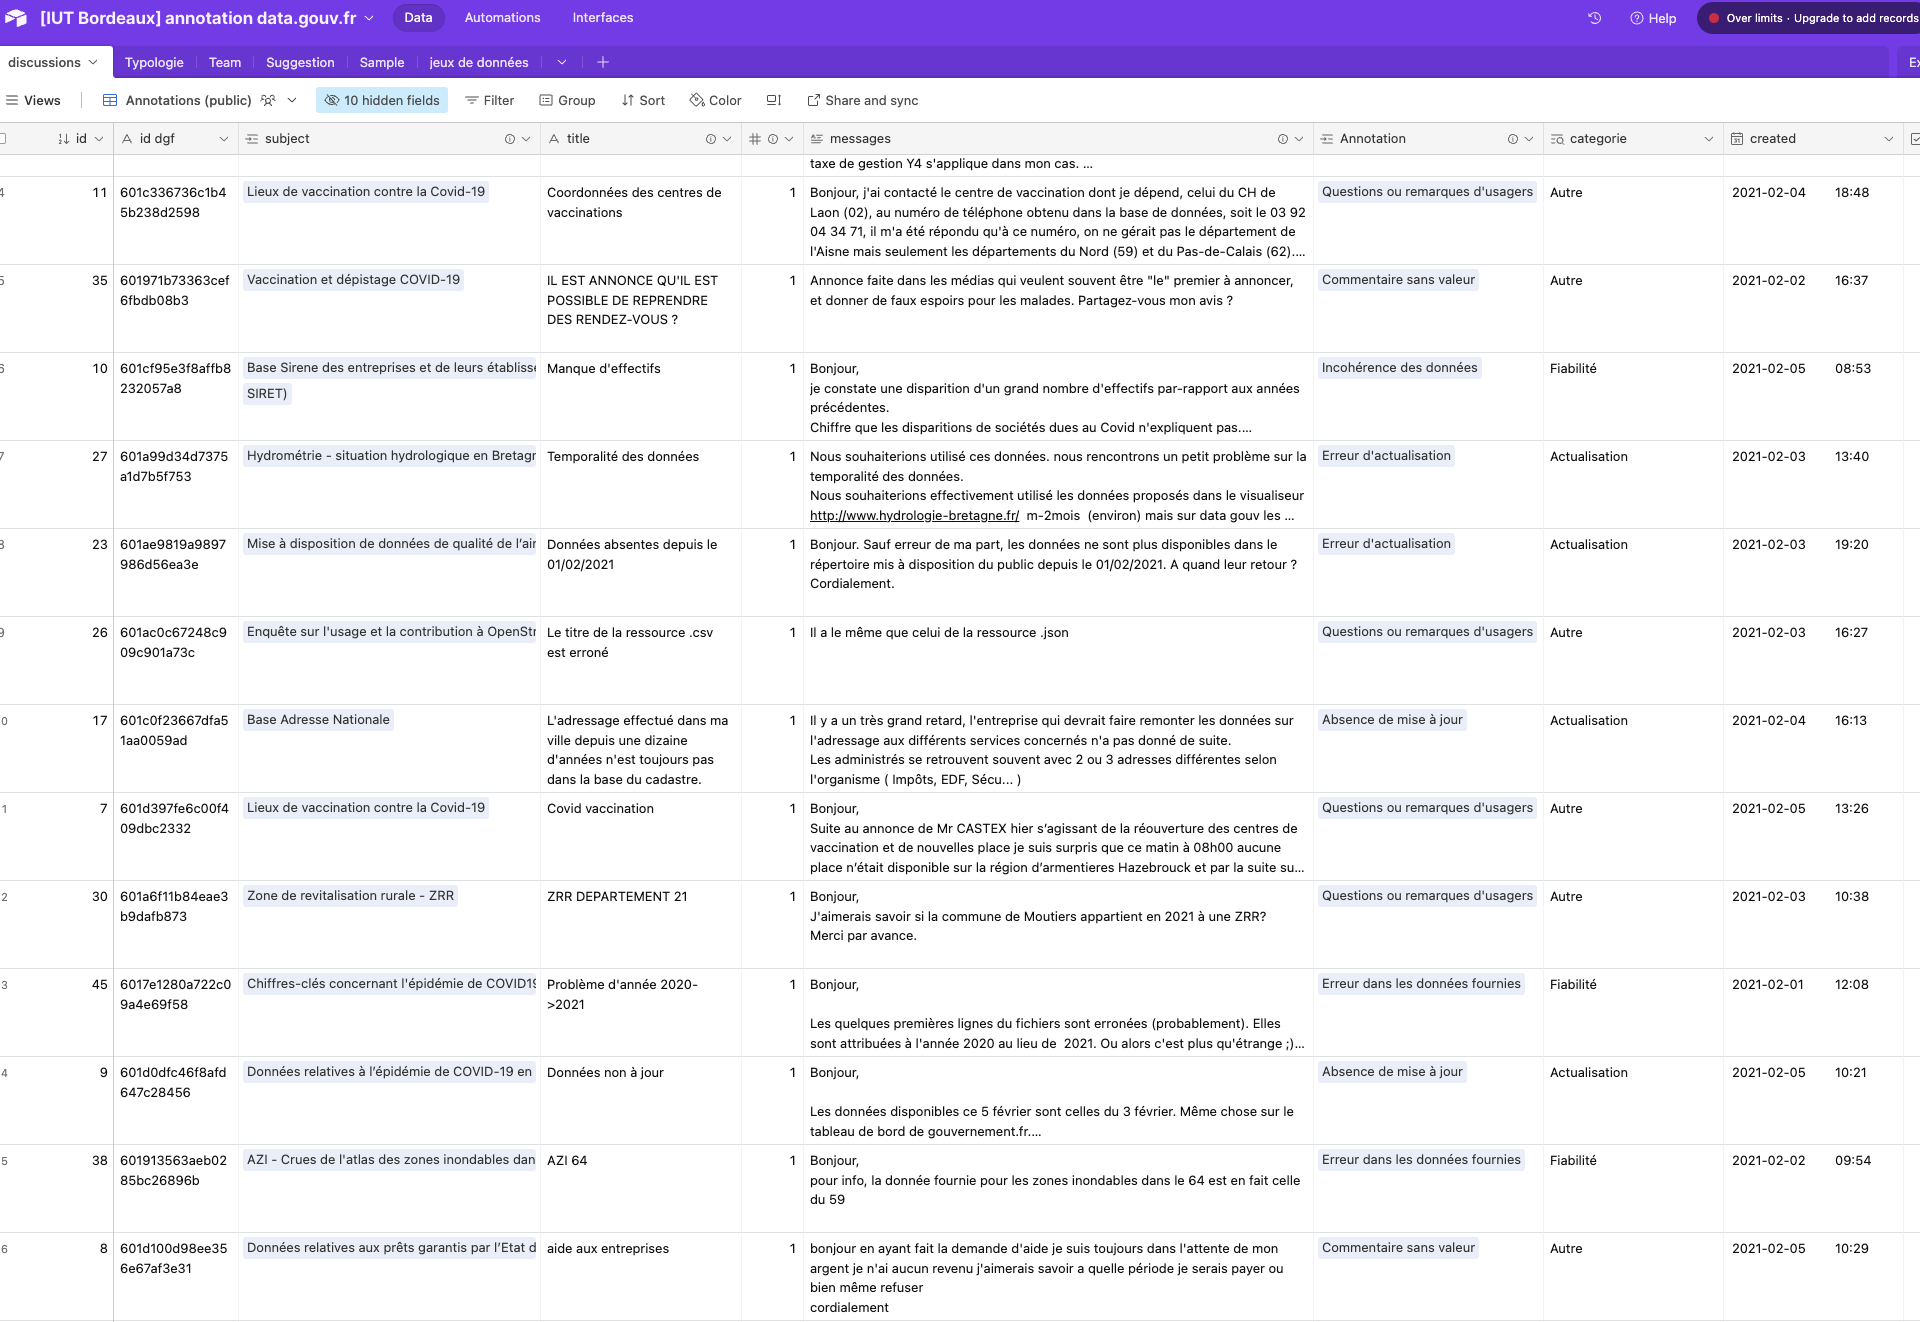 [IUT Bordeaux] annotation data.gouv.fr
Data
Automations
Interfaces
Help
Over limits · Upgrade to add records
discussions
Typologie
Team
Suggestion
Sample
jeux de données
Views
Annotations (public)
10 hidden fields
Filter
Group
Sort
Color
Share and sync
id
id dgf
subject
title
messages
Annotation
categorie
created
taxe de gestion Y4 s'applique dans mon cas. ...
4
11
601c336736c1b4
5b238d2598
Lieux de vaccination contre la Covid-19
Coordonnées des centres de
vaccinations
1
Bonjour, j'ai contacté le centre de vaccination dont je dépend, celui du CH de
Laon (02), au numéro de téléphone obtenu dans la base de données, soit le 03 92
04 34 71, il m'a été répondu qu'à ce numéro, on ne gérait pas le département de
l'Aisne mais seulement les départements du Nord (59) et du Pas-de-Calais (62)....
Questions ou remarques d'usagers
Autre
2021-02-04 18:48
5
35
601971b73363cef
6fbdb08b3
Vaccination et dépistage COVID-19
IL EST ANNONCE QU'IL EST
POSSIBLE DE REPRENDRE
DES RENDEZ-VOUS ?
1
Annonce faite dans les médias qui veulent souvent être "le" premier à annoncer,
et donner de faux espoirs pour les malades. Partagez-vous mon avis ?
Commentaire sans valeur
Autre
2021-02-02 16:37
6
10
601cf95e3f8affb8
232057a8
Base Sirene des entreprises et de leurs établisse
SIRET)
Manque d'effectifs
1
Bonjour,
je constate une disparition d'un grand nombre d'effectifs par-rapport aux années
précédentes.
Chiffre que les disparitions de sociétés dues au Covid n'expliquent pas....
Incohérence des données
Fiabilité
2021-02-05 08:53
7
27
601a99d34d7375
a1d7b5f753
Hydrométrie - situation hydrologique en Bretagn
Temporalité des données
1
Nous souhaiterions utilisé ces données. nous rencontrons un petit problème sur la
temporalité des données.
Nous souhaiterions effectivement utilisé les données proposés dans le visualiseur
http://www.hydrologie-bretagne.fr/ m-2mois (environ) mais sur data gouv les ...
Erreur d'actualisation
Actualisation
2021-02-03 13:40
8
23
601ae9819a9897
986d56ea3e
Mise à disposition de données de qualité de l'air
Données absentes depuis le
01/02/2021
1
Bonjour. Sauf erreur de ma part, les données ne sont plus disponibles dans le
répertoire mis à disposition du public depuis le 01/02/2021. A quand leur retour ?
Cordialement.
Erreur d'actualisation
Actualisation
2021-02-03 19:20
9
26
601ac0c67248c9
09c901a73c
Enquête sur l'usage et la contribution à OpenStr
Le titre de la ressource .csv
est erroné
1
Il a le même que celui de la ressource .json
Questions ou remarques d'usagers
Autre
2021-02-03 16:27
0
17
601c0f23667dfa5
1aa0059ad
Base Adresse Nationale
L'adressage effectué dans ma
ville depuis une dizaine
d'années n'est toujours pas
dans la base du cadastre.
1
Il y a un très grand retard, l'entreprise qui devrait faire remonter les données sur
l'adressage aux différents services concernés n'a pas donné de suite.
Les administrés se retrouvent souvent avec 2 ou 3 adresses différentes selon
l'organisme ( Impôts, EDF, Sécu... )
Absence de mise à jour
Actualisation
2021-02-04 16:13
1
7
601d397fe6c00f4
09dbc2332
Lieux de vaccination contre la Covid-19
Covid vaccination
1
Bonjour,
Suite au annonce de Mr CASTEX hier s'agissant de la réouverture des centres de
vaccination et de nouvelles place je suis surpris que ce matin à 08h00 aucune
place n'était disponible sur la région d'armentieres Hazebrouck et par la suite su...
Questions ou remarques d'usagers
Autre
2021-02-05 13:26
2
30
601a6f11b84eae3
b9dafb873
Zone de revitalisation rurale - ZRR
ZRR DEPARTEMENT 21
1
Bonjour,
J'aimerais savoir si la commune de Moutiers appartient en 2021 à une ZRR?
Merci par avance.
Questions ou remarques d'usagers
Autre
2021-02-03 10:38
3
45
6017e1280a722c0
9a4e69f58
Chiffres-clés concernant l'épidémie de COVID19
Problème d'année 2020-
>2021
1
Bonjour,
Les quelques premières lignes du fichiers sont erronées (probablement). Elles
sont attribuées à l'année 2020 au lieu de 2021. Ou alors c'est plus qu'étrange ;)...
Erreur dans les données fournies
Fiabilité
2021-02-01 12:08
4
9
601d0dfc46f8afd
647c28456
Données relatives à l'épidémie de COVID-19 en
Données non à jour
1
Bonjour,
Les données disponibles ce 5 février sont celles du 3 février. Même chose sur le
tableau de bord de gouvernement.fr....
Absence de mise à jour
Actualisation
2021-02-05 10:21
5
38
601913563aeb02
85bc26896b
AZI - Crues de l'atlas des zones inondables dan
AZI 64
1
Bonjour,
pour info, la donnée fournie pour les zones inondables dans le 64 est en fait celle
du 59
Erreur dans les données fournies
Fiabilité
2021-02-02 09:54
6
8
601d100d98ee35
6e67af3e31
Données relatives aux prêts garantis par l'Etat d
aide aux entreprises
1
bonjour en ayant fait la demande d'aide je suis toujours dans l'attente de mon
argent je n'ai aucun revenu j'aimerais savoir a quelle période je serais payer ou
bien même refuser
cordialement
Commentaire sans valeur
Autre
2021-02-05 10:29